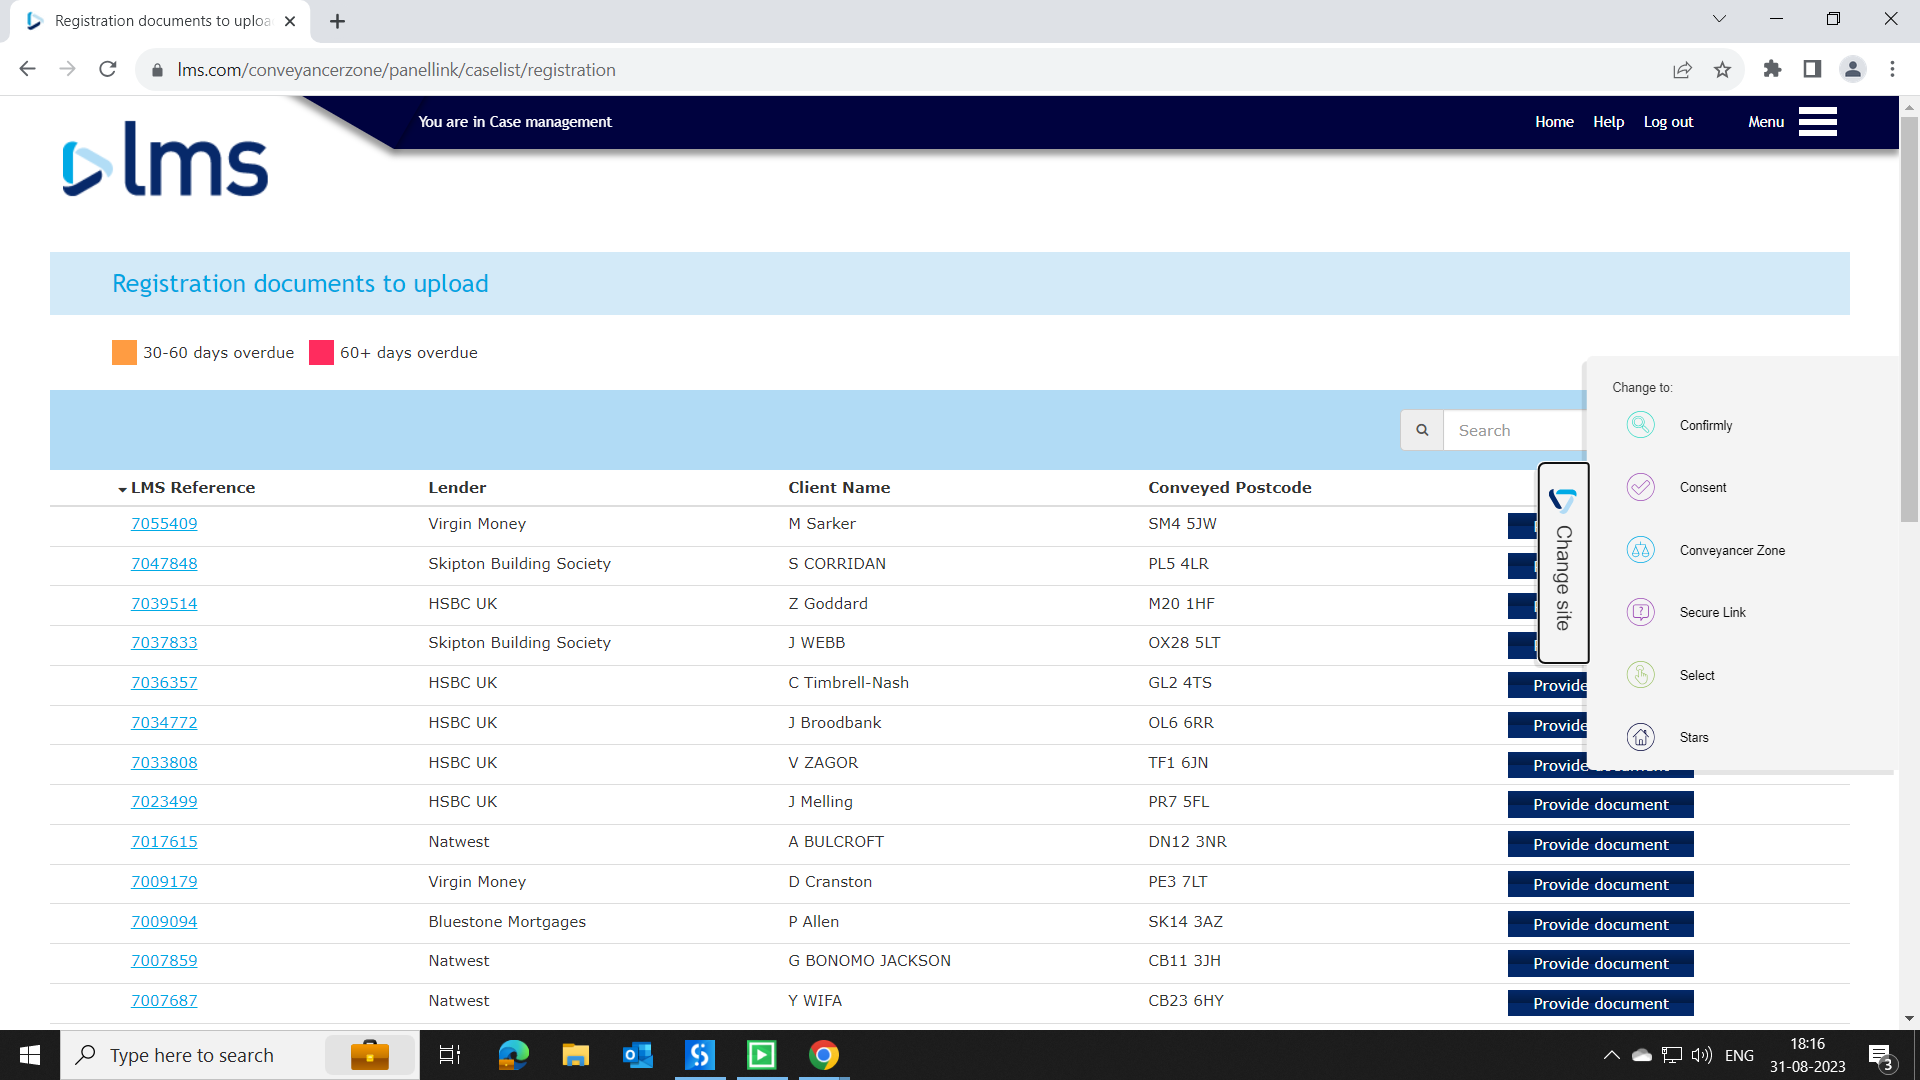 Registration documents to uploa
lms.com/conveyancerzone/panellink/caselist/registration
You are in Case management
Home Help Log out Menu
lms
Registration documents to upload
30-60 days overdue 60+ days overdue
Change to:
Search
Confirmly
Consent
Conveyancer Zone
Secure Link
Select
Stars
Change site
LMS Reference Lender Client Name Conveyed Postcode
7055409 Virgin Money M Sarker SM4 5JW
7047848 Skipton Building Society S CORRIDAN PL5 4LR
7039514 HSBC UK Z Goddard M20 1HF
7037833 Skipton Building Society J WEBB OX28 5LT
7036357 HSBC UK C Timbrell-Nash GL2 4TS Provide
7034772 HSBC UK J Broodbank OL6 6RR Provide
7033808 HSBC UK V ZAGOR TF1 6JN Provide
7023499 HSBC UK J Melling PR7 5FL Provide document
7017615 Natwest A BULCROFT DN12 3NR Provide document
7009179 Virgin Money D Cranston PE3 7LT Provide document
7009094 Bluestone Mortgages P Allen SK14 3AZ Provide document
7007859 Natwest G BONOMO JACKSON CB11 3JH Provide document
7007687 Natwest Y WIFA CB23 6HY Provide document
Type here to search
ENG
18:16
31-08-2023
3